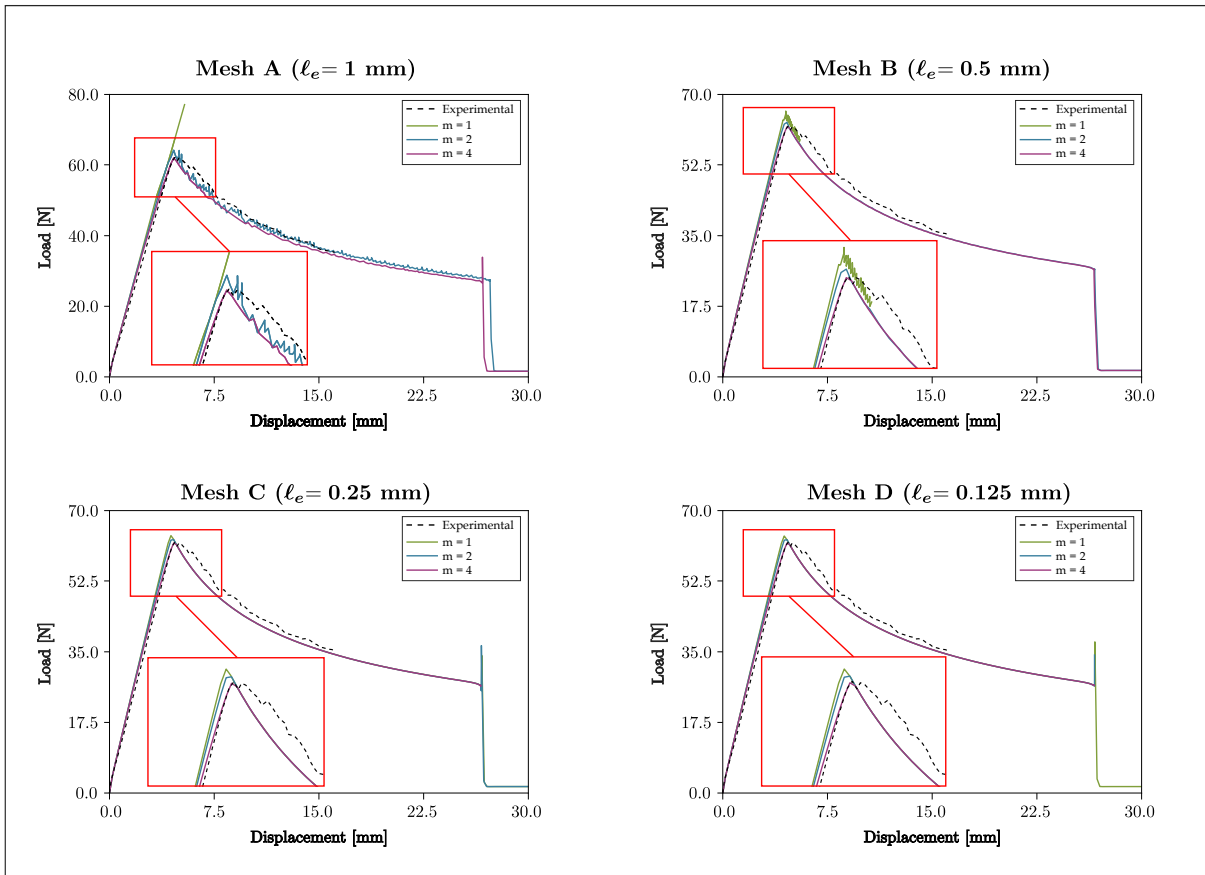 Mesh A (ℓₑ= 1 mm)
80.0
60.0
40.0
20.0
0.0
Load [N]
0.0 7.5 15.0 22.5 30.0
Displacement [mm]
Experimental
m = 1
m = 2
m = 4
Mesh B (ℓₑ= 0.5 mm)
70.0
52.5
35.0
17.5
0.0
Load [N]
0.0 7.5 15.0 22.5 30.0
Displacement [mm]
Experimental
m = 1
m = 2
m = 4
Mesh C (ℓₑ= 0.25 mm)
70.0
52.5
35.0
17.5
0.0
Load [N]
0.0 7.5 15.0 22.5 30.0
Displacement [mm]
Experimental
m = 1
m = 2
m = 4
Mesh D (ℓₑ= 0.125 mm)
70.0
52.5
35.0
17.5
0.0
Load [N]
0.0 7.5 15.0 22.5 30.0
Displacement [mm]
Experimental
m = 1
m = 2
m = 4